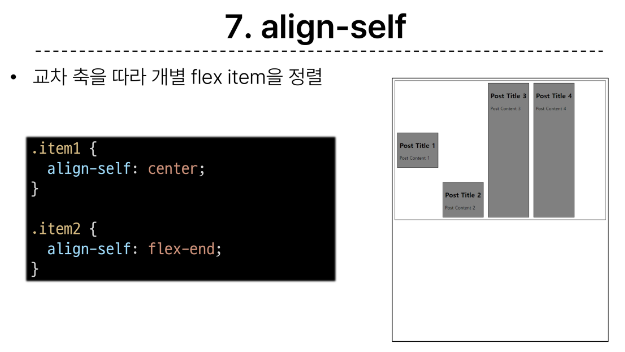 7. align-self
• 교차 축을 따라 개별 flex item을 정렬
.item1 {
  align-self: center;
}
.item2 {
  align-self: flex-end;
}
Post Title 1
Post Content 1
Post Title 2
Post Content 2
Post Title 3
Post Content 3
Post Title 4
Post Content 4